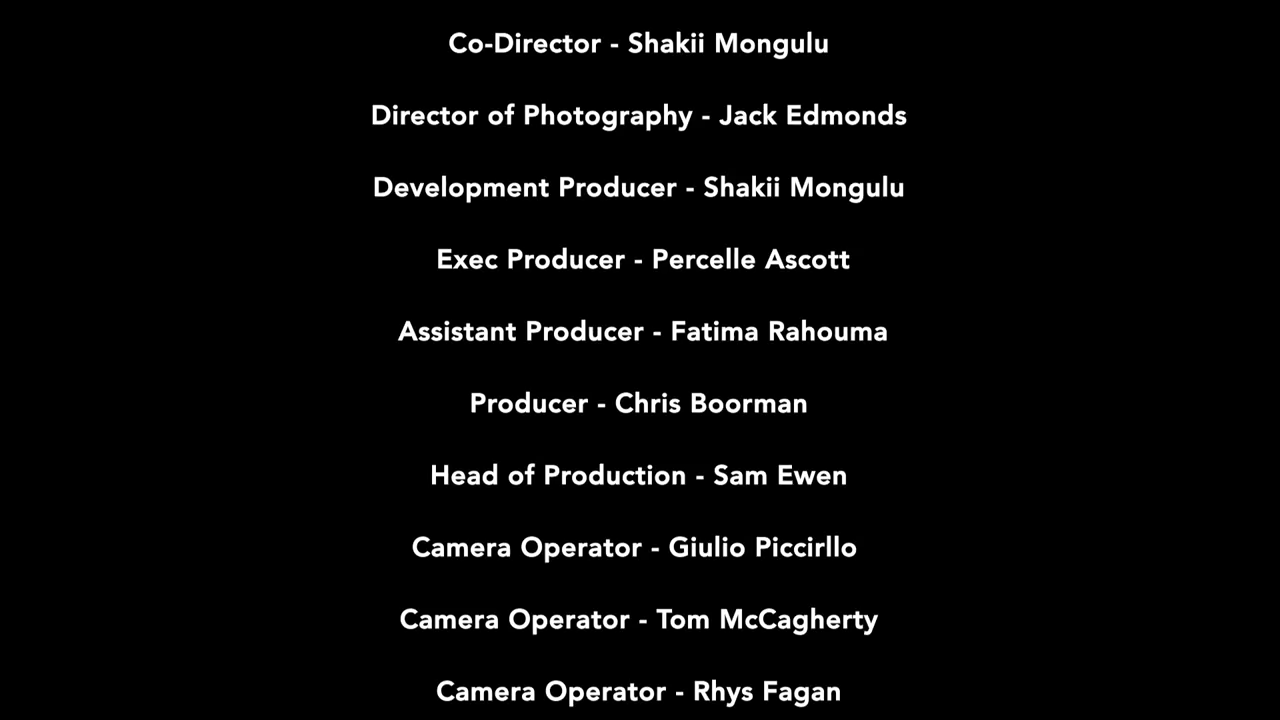 Co-Director - Shakii Mongulu
Director of Photography - Jack Edmonds
Development Producer - Shakii Mongulu
Exec Producer - Percelle Ascott
Assistant Producer - Fatima Rahouma
Producer - Chris Boorman
Head of Production - Sam Ewen
Camera Operator - Giulio Piccirllo
Camera Operator - Tom McCagherty
Camera Operator - Rhys Fagan